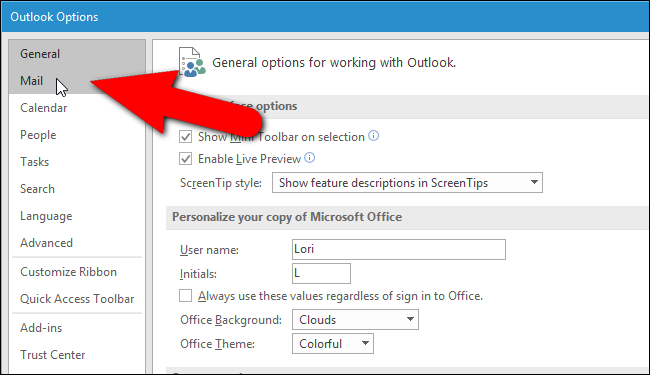 Outlook Options
General
Mail
Calendar
People
Tasks
Search
Language
Advanced
Customize Ribbon
Quick Access Toolbar
Add-ins
Trust Center
General options for working with Outlook.
options
Show Mini Toolbar on selection
Enable Live Preview
ScreenTip style: Show feature descriptions in ScreenTips
Personalize your copy of Microsoft Office
User name: Lori
Initials: L
Always use these values regardless of sign in to Office.
Office Background: Clouds
Office Theme: Colorful